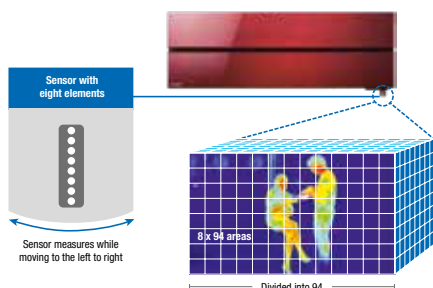 Sensor with
eight elements
Sensor measures while
moving to the left to right
8 x 94 areas
Divided into 94